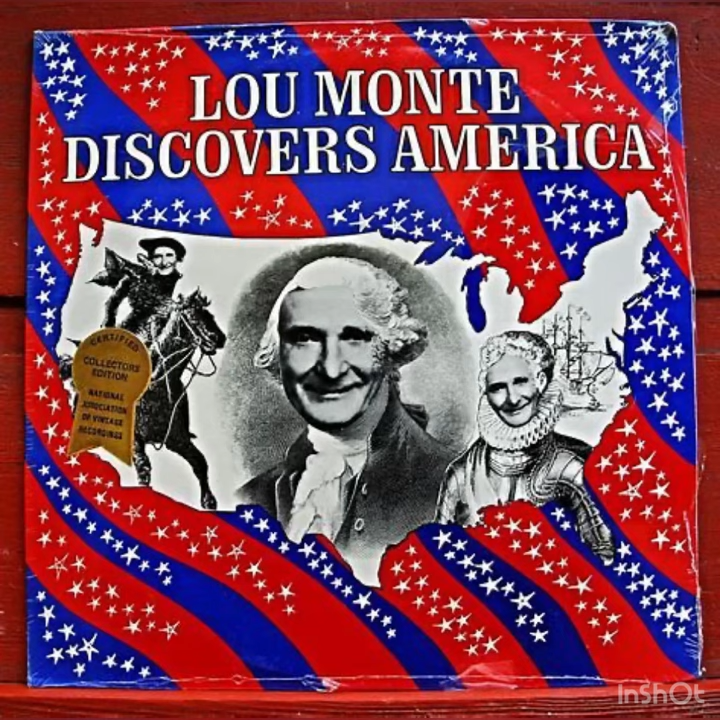 LOU MONTE
DISCOVERS AMERICA
CERTIFIED
COLLECTORS
EDITION
NATIONAL
ASSOCIATION
OF VINTAGE
RECORDINGS
InShOt